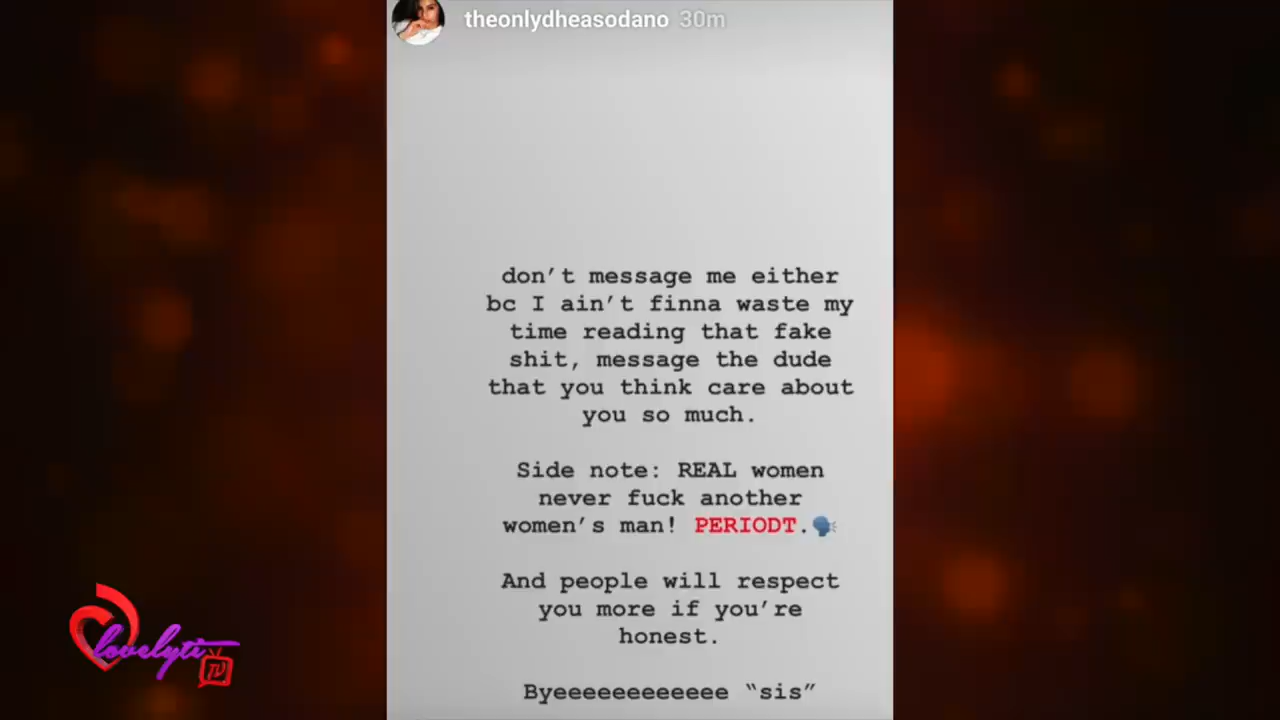 theonlydheasodano 30m
don't message me either
bc I ain't finna waste my
time reading that fake
shit, message the dude
that you think care about
you so much.
Side note: REAL women
never fuck another
women's man! PERIODT.🗣
And people will respect
you more if you're
honest.
Byeeeeeeeeeeee “sis”
lovelyti
TV